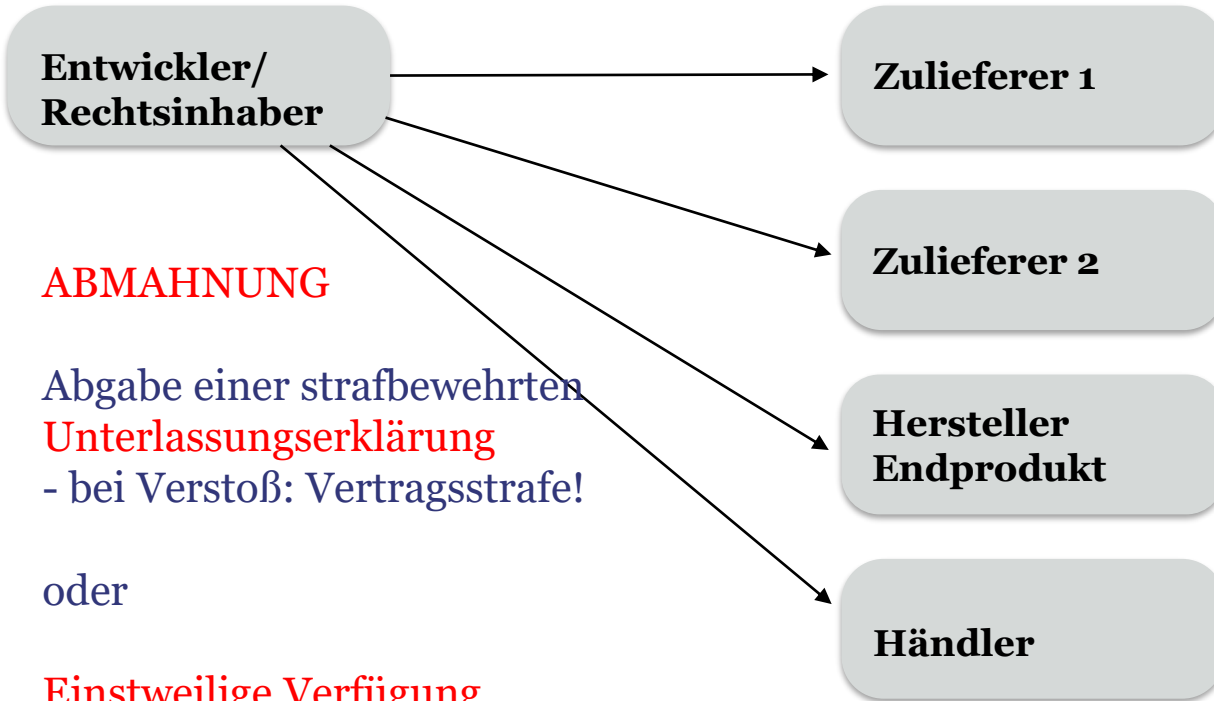 Entwickler/
Rechtsinhaber
Zulieferer 1
Zulieferer 2
ABMAHNUNG
Abgabe einer strafbewehrten
Unterlassungserklärung
- bei Verstoß: Vertragsstrafe!
oder
Einstweilige Verfügung
Hersteller
Endprodukt
Händler